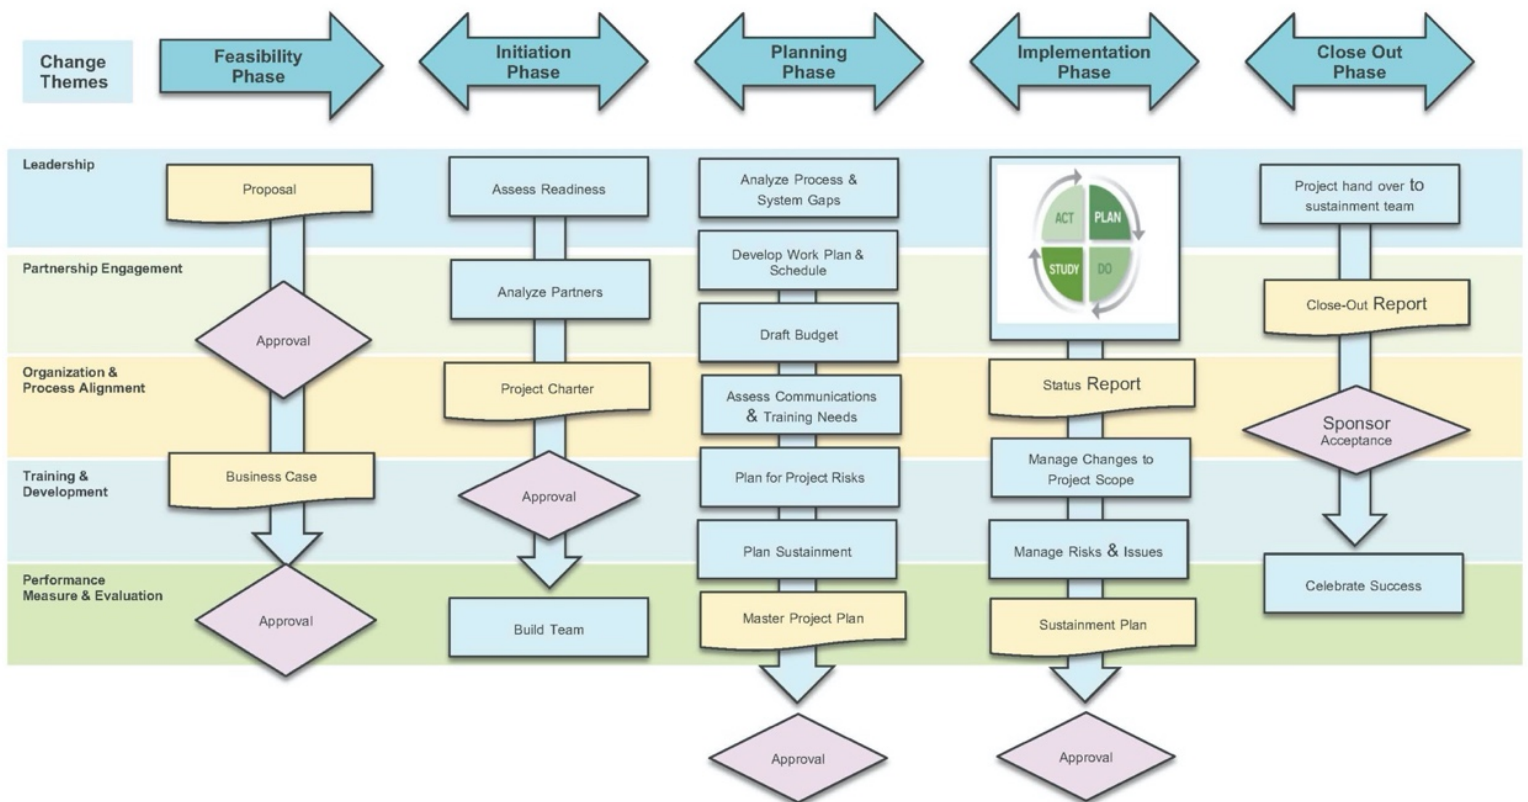 Change
Themes
Feasibility
Phase
Initiation
Phase
Planning
Phase
Implementation
Phase
Close Out
Phase
Leadership
Partnership Engagement
Organization &
Process Alignment
Training &
Development
Performance
Measure & Evaluation
Proposal
Approval
Business Case
Approval
Assess Readiness
Analyze Partners
Project Charter
Approval
Build Team
Analyze Process &
System Gaps
Develop Work Plan &
Schedule
Draft Budget
Assess Communications
& Training Needs
Plan for Project Risks
Plan Sustainment
Master Project Plan
Approval
ACT
PLAN
STUDY
DO
Status Report
Manage Changes to
Project Scope
Manage Risks & Issues
Sustainment Plan
Approval
Project hand over to
sustainment team
Close-Out Report
Sponsor
Acceptance
Celebrate Success